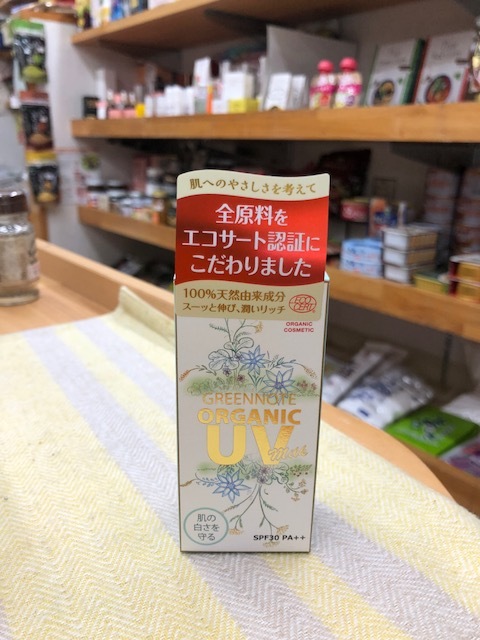 肌へのやさしさを考えて
全原料を
エコサート認証に
こだわりました
100%天然由来成分
スーッと伸び、潤いリッチ
ECO
CERT
ORGANIC
COSMETIC
GREENNOTE
ORGANIC
UV
肌の
白さを
守る
SPF30 PA++